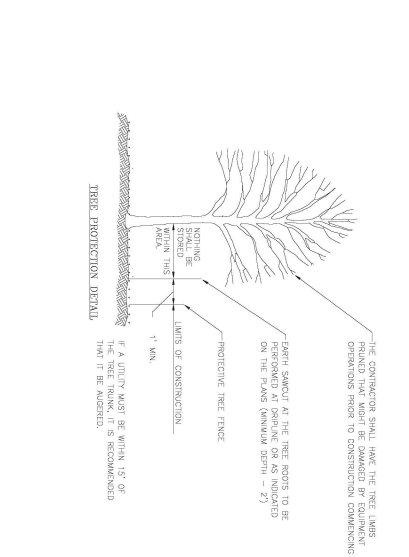 THE CONTRACTOR SHALL HAVE THE TREE LIMBS
PRUNED THAT MIGHT BE DAMAGED BY EQUIPMENT
OPERATIONS PRIOR TO CONSTRUCTION COMMENCING
EARTH SAWCUT AT THE TREE ROOTS TO BE
PERFORMED AT DRIPLINE OR AS INDICATED
ON THE PLANS (MINIMUM DEPTH – 2')
PROTECTIVE TREE FENCE
NOTHING
SHALL BE
STORED
WITHIN THIS
AREA.
LIMITS OF CONSTRUCTION
1' MIN.
IF A UTILITY MUST BE WITHIN 15' OF
THE TREE TRUNK, IT IS RECOMMENDED
THAT IT BE AUGERED.
TREE PROTECTION DETAIL